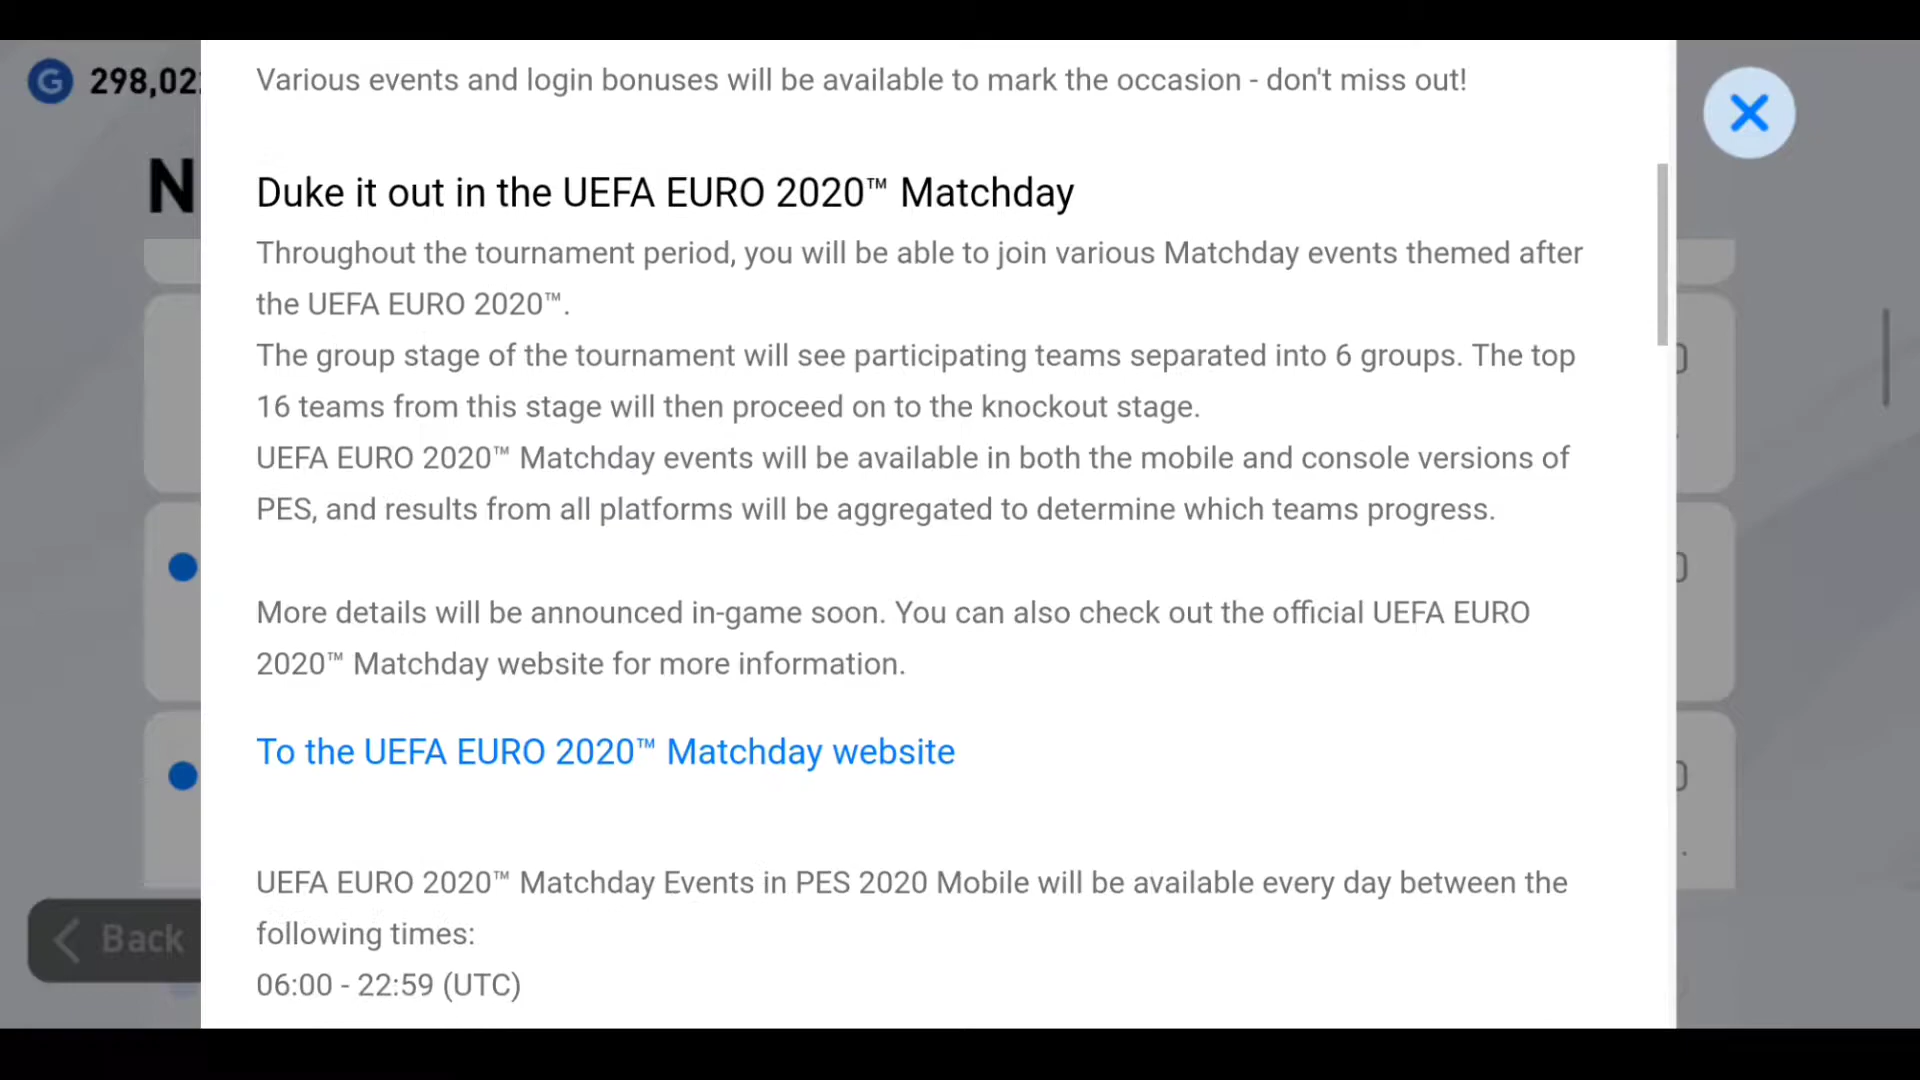 298,02
Various events and login bonuses will be available to mark the occasion - don't miss out!
N
Duke it out in the UEFA EURO 2020™ Matchday
Throughout the tournament period, you will be able to join various Matchday events themed after
the UEFA EURO 2020™.
The group stage of the tournament will see participating teams separated into 6 groups. The top
16 teams from this stage will then proceed on to the knockout stage.
UEFA EURO 2020™ Matchday events will be available in both the mobile and console versions of
PES, and results from all platforms will be aggregated to determine which teams progress.
More details will be announced in-game soon. You can also check out the official UEFA EURO
2020™ Matchday website for more information.
To the UEFA EURO 2020™ Matchday website
UEFA EURO 2020™ Matchday Events in PES 2020 Mobile will be available every day between the
following times:
Back
06:00 - 22:59 (UTC)